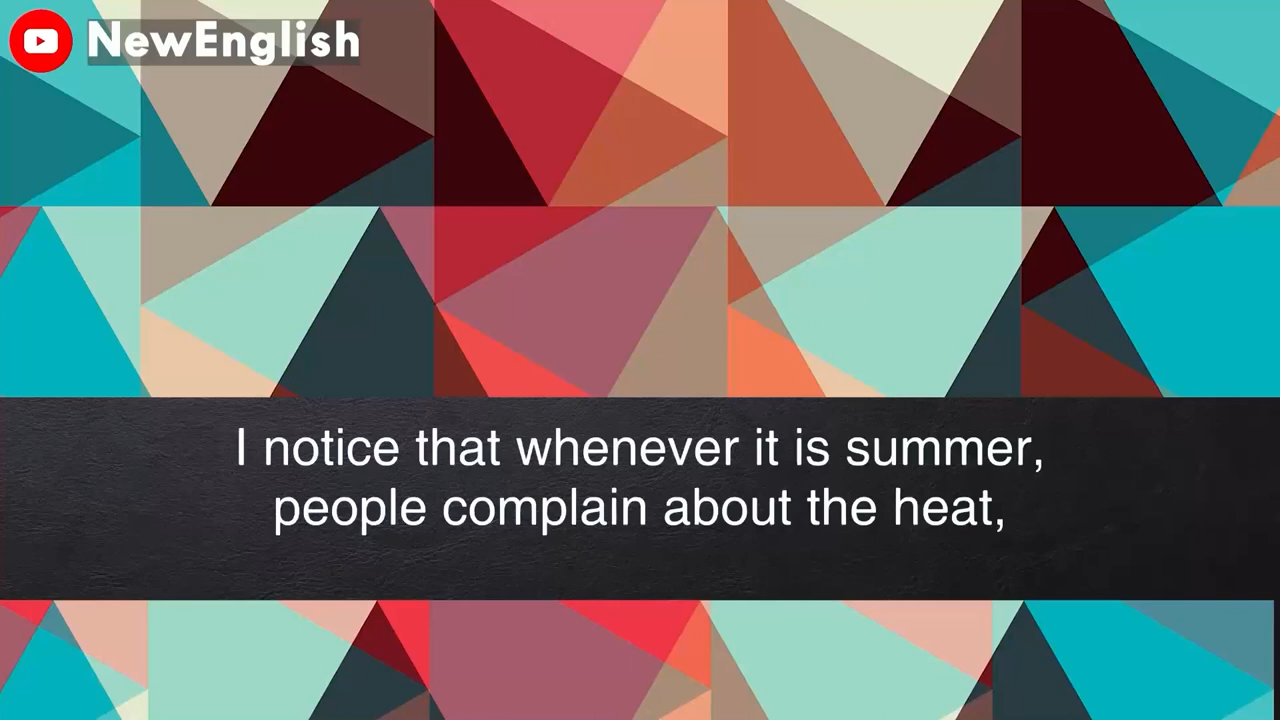 NewEnglish
I notice that whenever it is summer,
people complain about the heat,